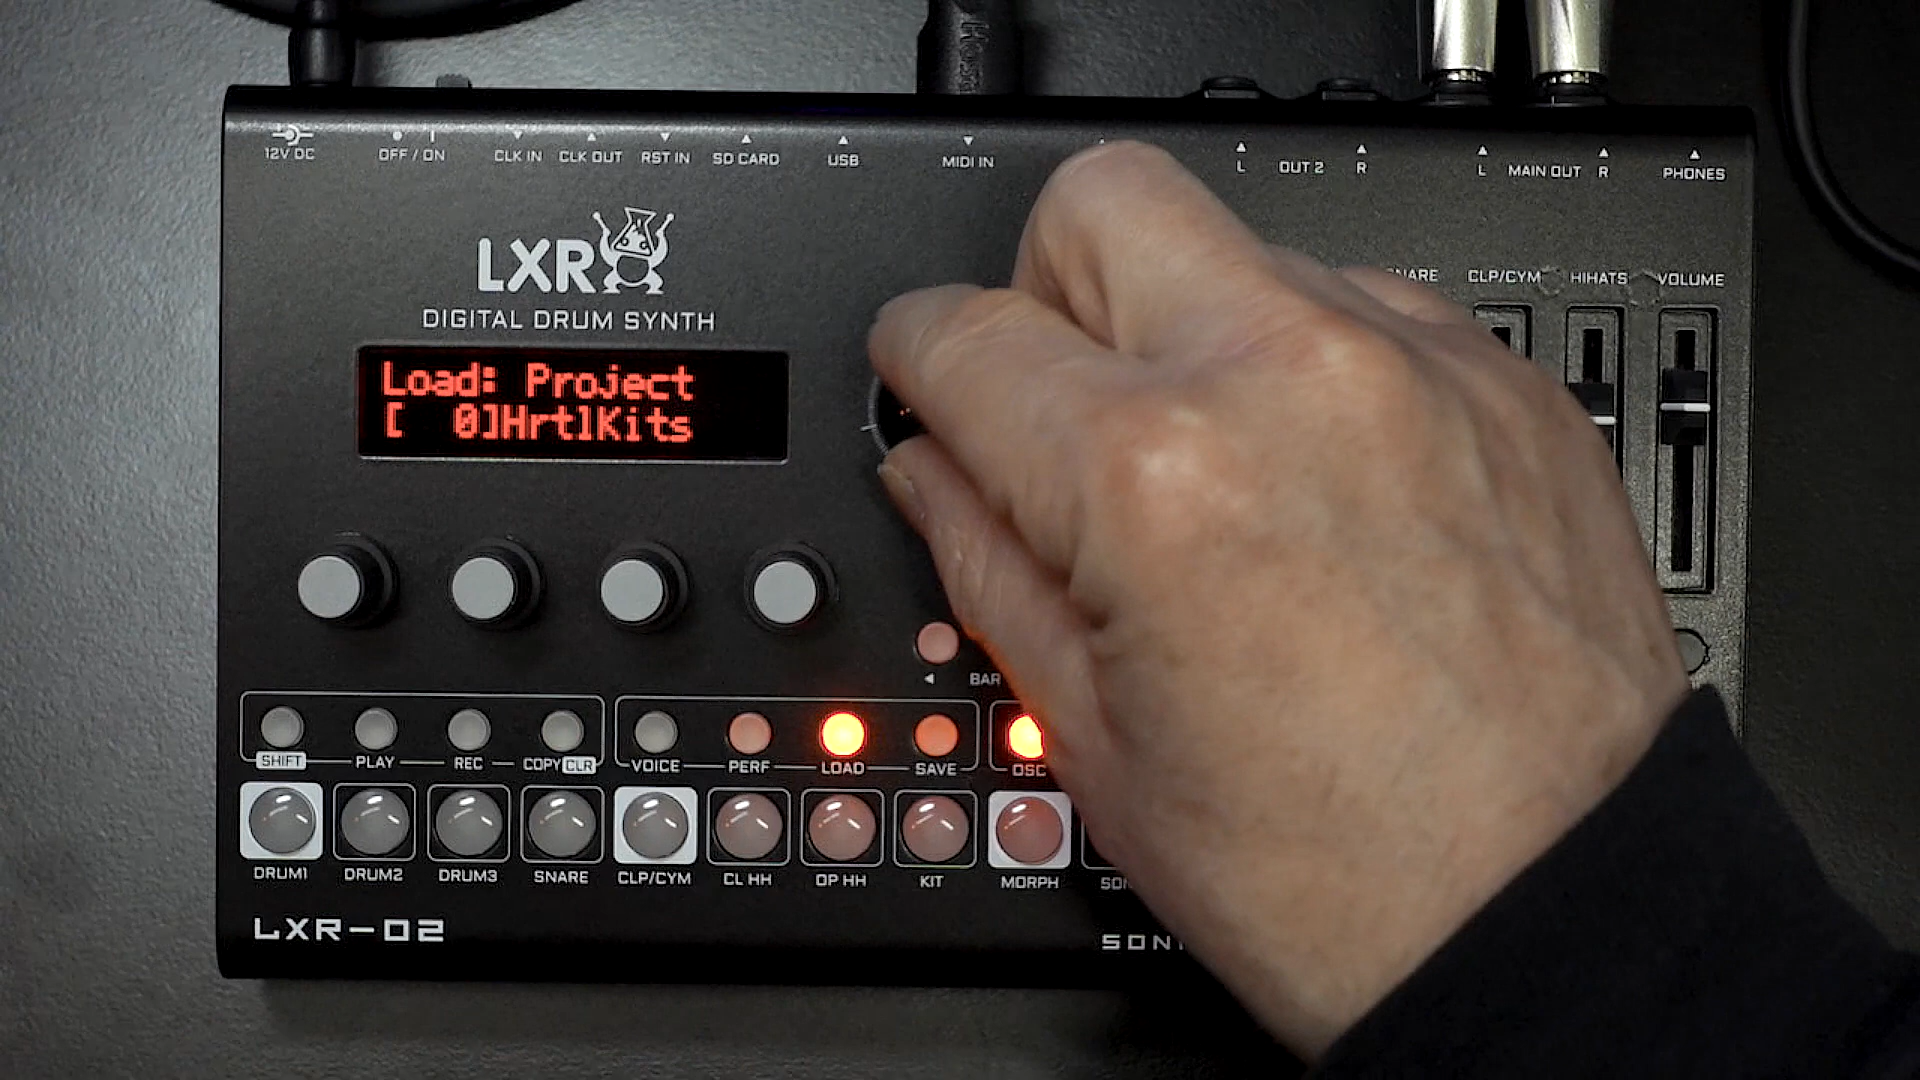 12V DC
OFF / ON
CLK IN
CLK OUT
RST IN
SD CARD
USB
MIDI IN
L
OUT 2
R
L
MAIN OUT
R
PHONES
LXR
DIGITAL DRUM SYNTH
CLP/CYM
HIHATS
VOLUME
Load: Project
[  0]HrtlKits
BAR
SHIFT
PLAY
REC
COPY CLR
VOICE
PERF
LOAD
SAVE
OSC
DRUM1
DRUM2
DRUM3
SNARE
CLP/CYM
CL HH
OP HH
KIT
MORPH
LXR-02